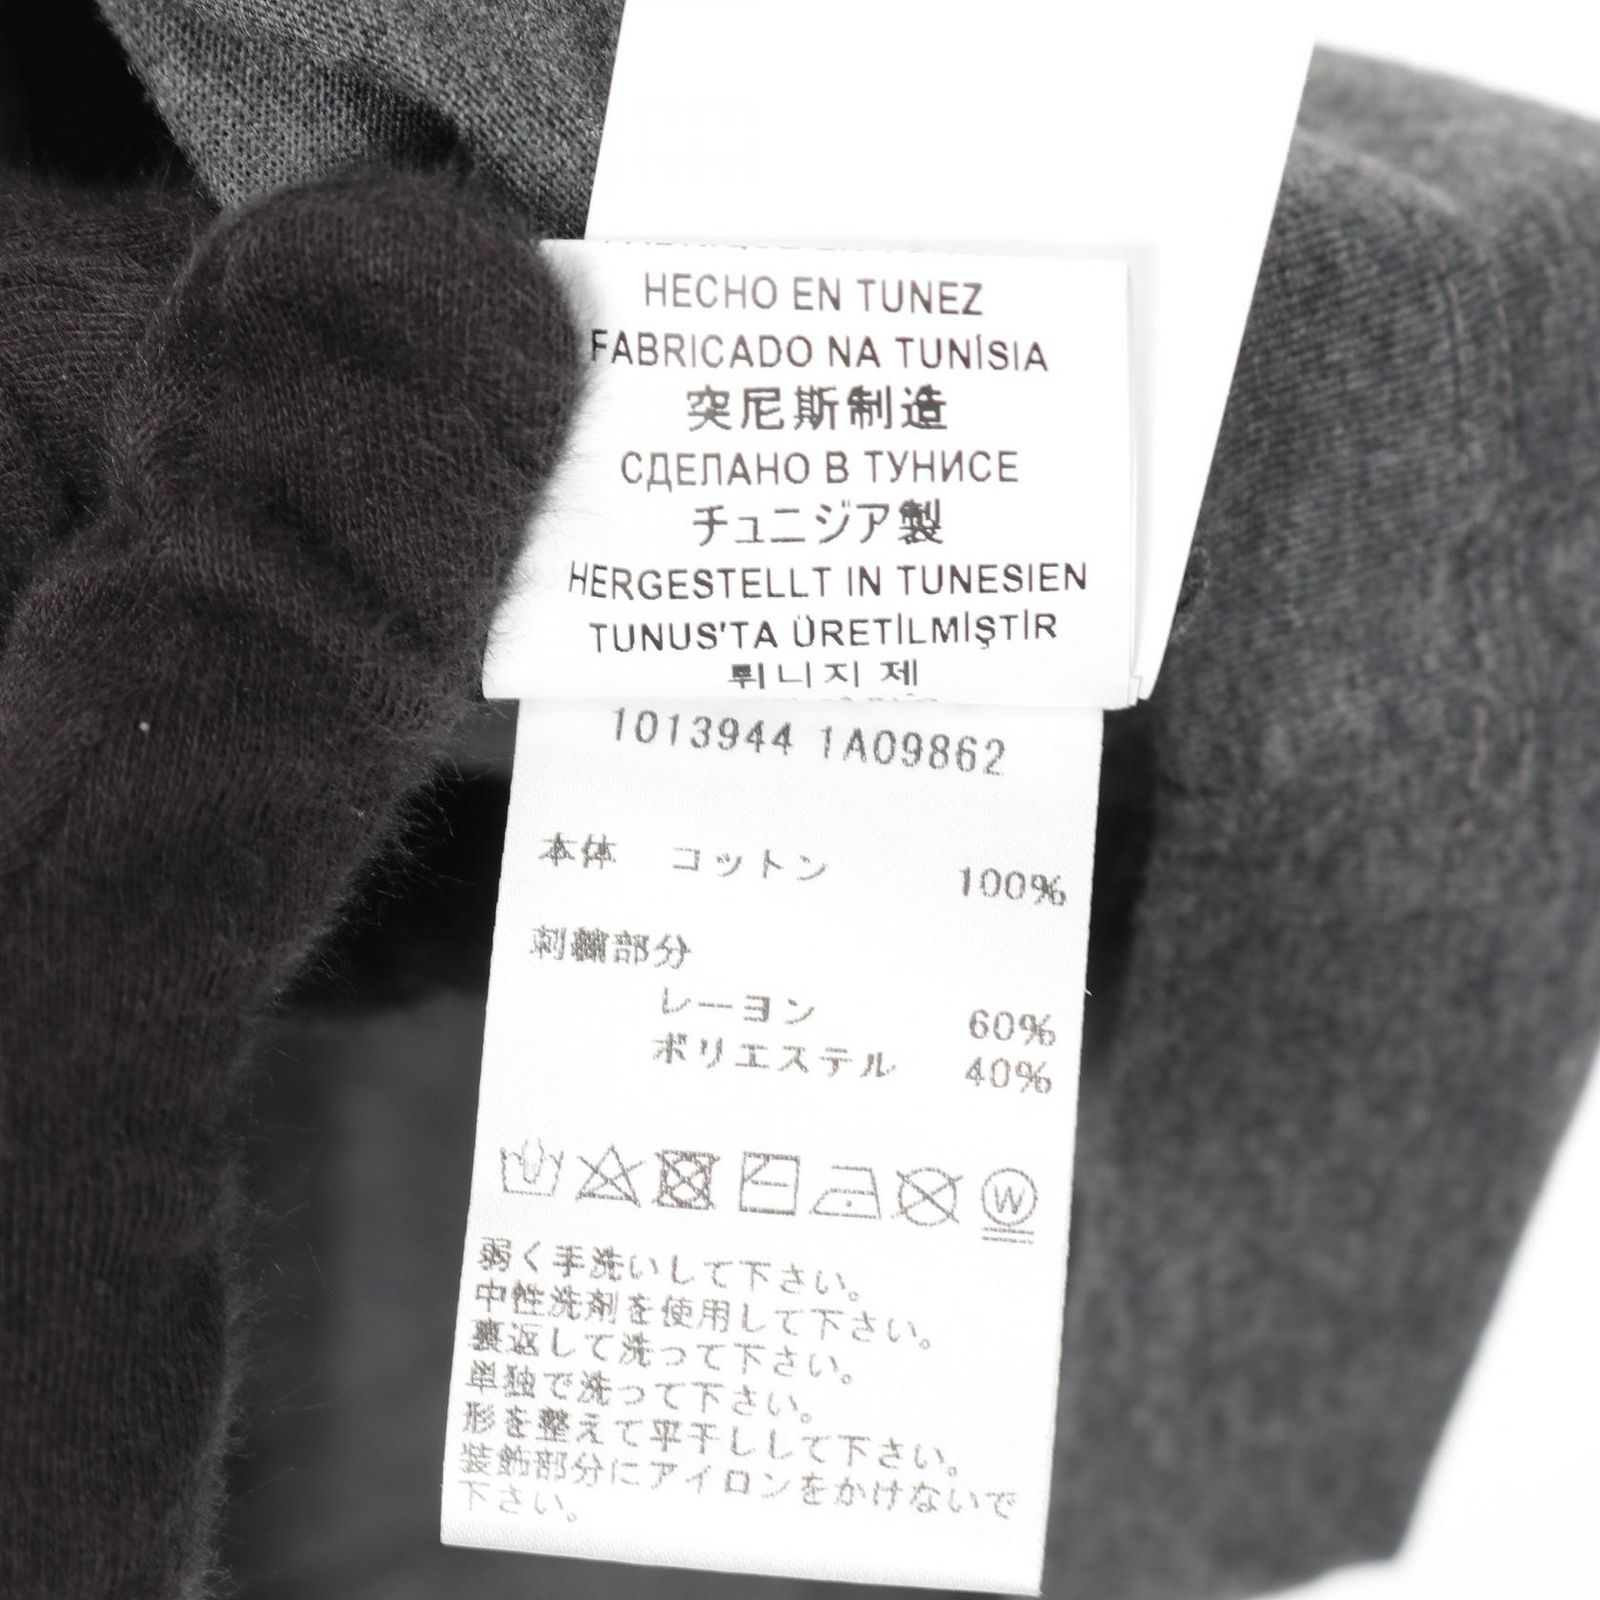 HECHO EN TUNEZ
FABRICADO NA TUNİSIA
突尼斯制造
СДЕЛАНО В ТУНИСЕ
チュニジア製
HERGESTELLT IN TUNESIEN
TUNUS'TA ÜRETİLMİŞTİR
튀니지 제
1013944 1A09862
本体 コットン 100%
刺繍部分
レーヨン 60%
ポリエステル 40%
W
弱く手洗いして下さい。
中性洗剤を使用して下さい。
裏返して洗って下さい。
単独で洗って下さい。
形を整えて平干しして下さい。
装飾部分にアイロンをかけないで
下さい。